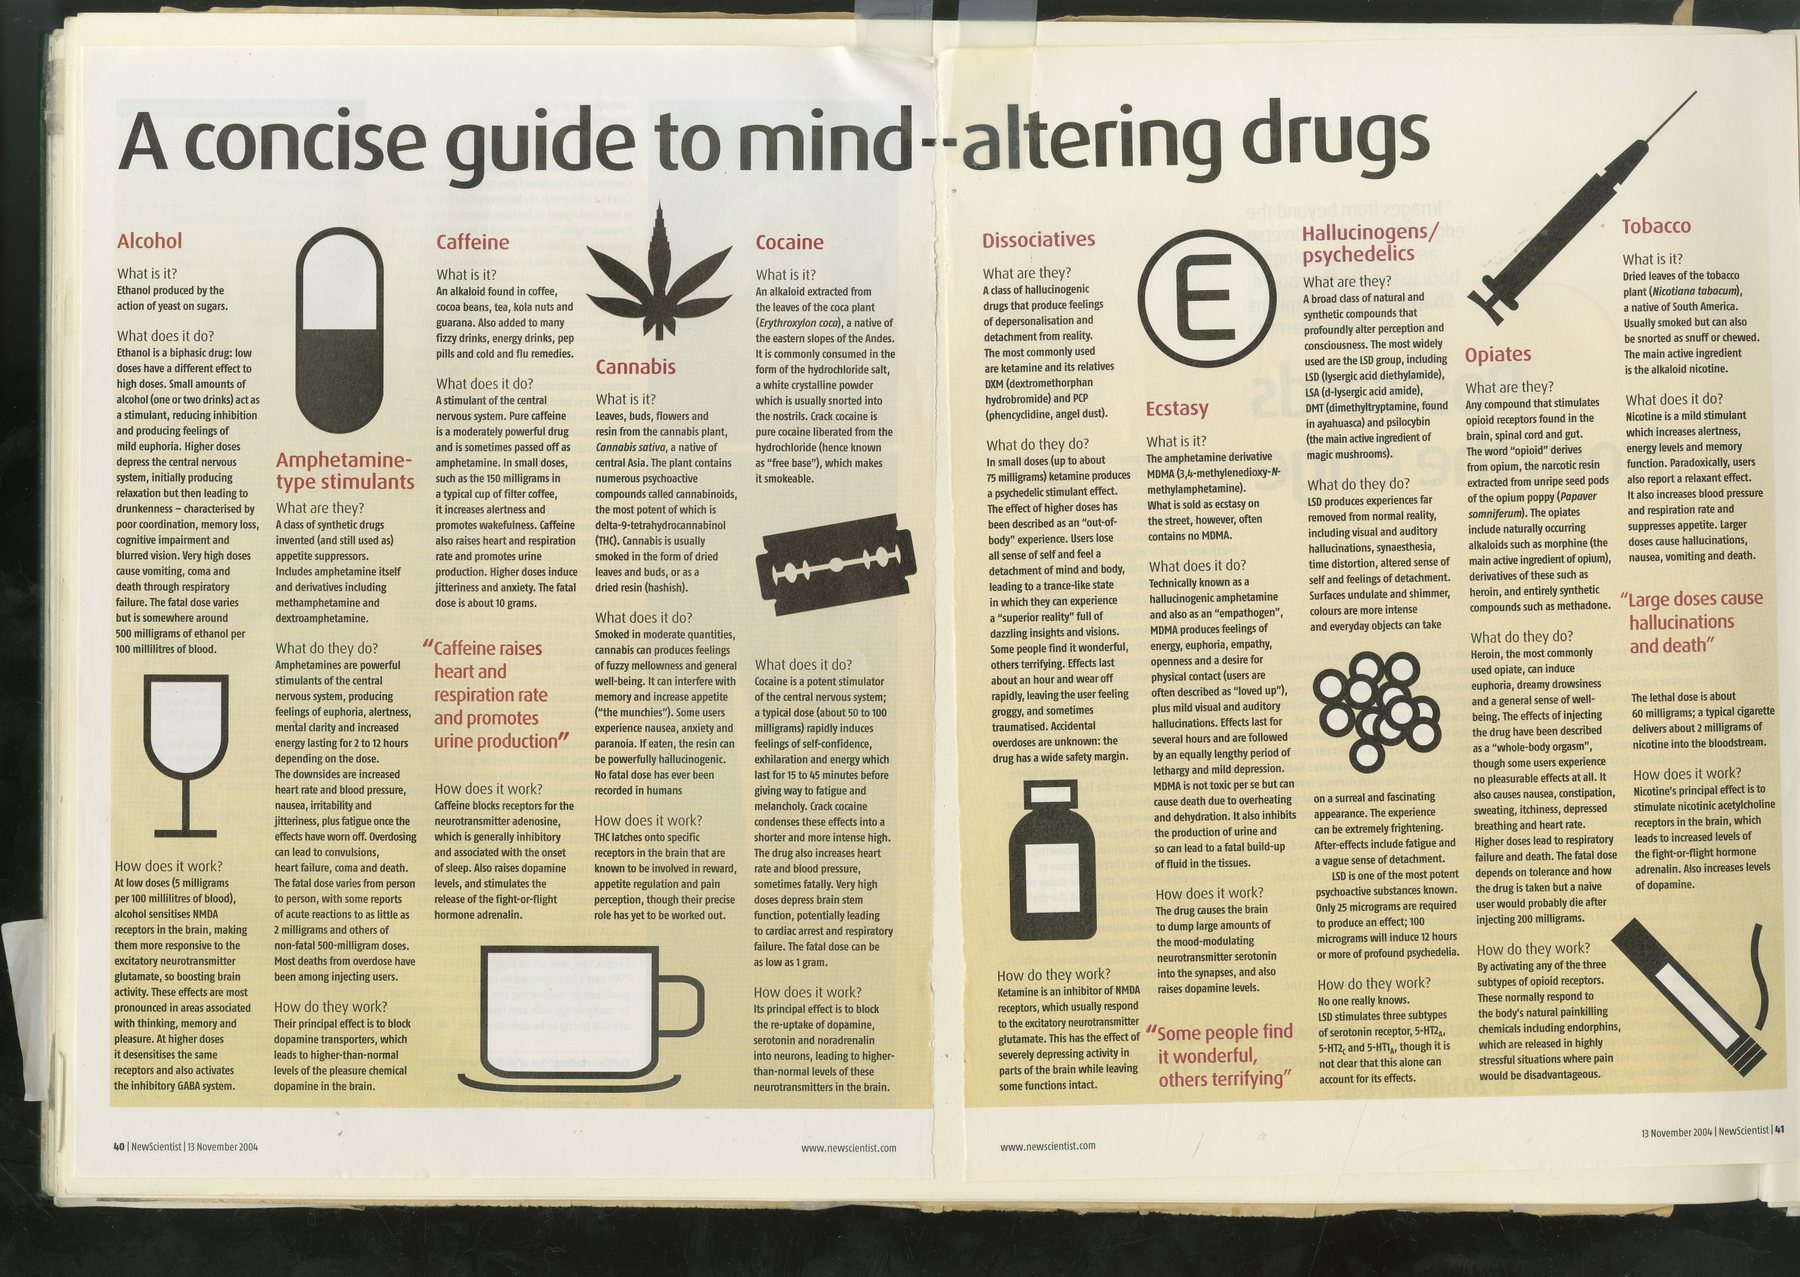 A concise guide to mind--altering drugs
Alcohol
What is it?
Ethanol produced by the
action of yeast on sugars.
What does it do?
Ethanol is a biphasic drug: low
doses have a different effect to
high doses. Small amounts of
alcohol (one or two drinks) act as
a stimulant, reducing inhibition
and producing feelings of
mild euphoria. Higher doses
depress the central nervous
system, initially producing
relaxation but then leading to
drunkenness – characterised by
poor coordination, memory loss,
cognitive impairment and
blurred vision. Very high doses
cause vomiting, coma and
death through respiratory
failure. The fatal dose varies
but is somewhere around
500 milligrams of ethanol per
100 millilitres of blood.
How does it work?
At low doses (5 milligrams
per 100 millilitres of blood),
alcohol sensitises NMDA
receptors in the brain, making
them more responsive to the
excitatory neurotransmitter
glutamate, so boosting brain
activity. These effects are most
pronounced in areas associated
with thinking, memory and
pleasure. At higher doses
it desensitises the same
receptors and also activates
the inhibitory GABA system.
Amphetamine-
type stimulants
What are they?
A class of synthetic drugs
invented (and still used as)
appetite suppressors.
Includes amphetamine itself
and derivatives including
methamphetamine and
dextroamphetamine.
What do they do?
Amphetamines are powerful
stimulants of the central
nervous system, producing
feelings of euphoria, alertness,
mental clarity and increased
energy lasting for 2 to 12 hours
depending on the dose.
The downsides are increased
heart rate and blood pressure,
nausea, irritability and
jitteriness, plus fatigue once the
effects have worn off. Overdosing
can lead to convulsions,
heart failure, coma and death.
The fatal dose varies from person
to person, with some reports
of acute reactions to as little as
2 milligrams and others of
non-fatal 500-milligram doses.
Most deaths from overdose have
been among injecting users.
How do they work?
Their principal effect is to block
dopamine transporters, which
leads to higher-than-normal
levels of the pleasure chemical
dopamine in the brain.
Caffeine
What is it?
An alkaloid found in coffee,
cocoa beans, tea, kola nuts and
guarana. Also added to many
fizzy drinks, energy drinks, pep
pills and cold and flu remedies.
What does it do?
A stimulant of the central
nervous system. Pure caffeine
is a moderately powerful drug
and is sometimes passed off as
amphetamine. In small doses,
such as the 150 milligrams in
a typical cup of filter coffee,
it increases alertness and
promotes wakefulness. Caffeine
also raises heart and respiration
rate and promotes urine
production. Higher doses induce
jitteriness and anxiety. The fatal
dose is about 10 grams.
“Caffeine raises
heart and
respiration rate
and promotes
urine production”
How does it work?
Caffeine blocks receptors for the
neurotransmitter adenosine,
which is generally inhibitory
and associated with the onset
of sleep. Also raises dopamine
levels, and stimulates the
release of the fight-or-flight
hormone adrenalin.
Cannabis
What is it?
Leaves, buds, flowers and
resin from the cannabis plant,
Cannabis sativa, a native of
central Asia. The plant contains
numerous psychoactive
compounds called cannabinoids,
the most potent of which is
delta-9-tetrahydrocannabinol
(THC). Cannabis is usually
smoked in the form of dried
leaves and buds, or as a
dried resin (hashish).
What does it do?
Smoked in moderate quantities,
cannabis can produces feelings
of fuzzy mellowness and general
well-being. It can interfere with
memory and increase appetite
(“the munchies”). Some users
experience nausea, anxiety and
paranoia. If eaten, the resin can
be powerfully hallucinogenic.
No fatal dose has ever been
recorded in humans
How does it work?
THC latches onto specific
receptors in the brain that are
known to be involved in reward,
appetite regulation and pain
perception, though their precise
role has yet to be worked out.
Cocaine
What is it?
An alkaloid extracted from
the leaves of the coca plant
(Erythroxylon coca), a native of
the eastern slopes of the Andes.
It is commonly consumed in the
form of the hydrochloride salt,
a white crystalline powder
which is usually snorted into
the nostrils. Crack cocaine is
pure cocaine liberated from the
hydrochloride (hence known
as “free base”), which makes
it smokeable.
What does it do?
Cocaine is a potent stimulator
of the central nervous system;
a typical dose (about 50 to 100
milligrams) rapidly induces
feelings of self-confidence,
exhilaration and energy which
last for 15 to 45 minutes before
giving way to fatigue and
melancholy. Crack cocaine
condenses these effects into a
shorter and more intense high.
The drug also increases heart
rate and blood pressure,
sometimes fatally. Very high
doses depress brain stem
function, potentially leading
to cardiac arrest and respiratory
failure. The fatal dose can be
as low as 1 gram.
How does it work?
Its principal effect is to block
the re-uptake of dopamine,
serotonin and noradrenalin
into neurons, leading to higher-
than-normal levels of these
neurotransmitters in the brain.
40 | NewScientist | 13 November 2004
www.newscientist.com
Dissociatives
What are they?
A class of hallucinogenic
drugs that produce feelings
of depersonalisation and
detachment from reality.
The most commonly used
are ketamine and its relatives
DXM (dextromethorphan
hydrobromide) and PCP
(phencyclidine, angel dust).
What do they do?
In small doses (up to about
75 milligrams) ketamine produces
a psychedelic stimulant effect.
The effect of higher doses has
been described as an “out-of-
body” experience. Users lose
all sense of self and feel a
detachment of mind and body,
leading to a trance-like state
in which they can experience
a “superior reality” full of
dazzling insights and visions.
Some people find it wonderful,
others terrifying. Effects last
about an hour and wear off
rapidly, leaving the user feeling
groggy, and sometimes
traumatised. Accidental
overdoses are unknown: the
drug has a wide safety margin.
How do they work?
Ketamine is an inhibitor of NMDA
receptors, which usually respond
to the excitatory neurotransmitter
glutamate. This has the effect of
severely depressing activity in
parts of the brain while leaving
some functions intact.
E
Ecstasy
What is it?
The amphetamine derivative
MDMA (3,4-methylenedioxy-N-
methylamphetamine).
What is sold as ecstasy on
the street, however, often
contains no MDMA.
What does it do?
Technically known as a
hallucinogenic amphetamine
and also as an “empathogen”,
MDMA produces feelings of
energy, euphoria, empathy,
openness and a desire for
physical contact (users are
often described as “loved up”),
plus mild visual and auditory
hallucinations. Effects last for
several hours and are followed
by an equally lengthy period of
lethargy and mild depression.
MDMA is not toxic per se but can
cause death due to overheating
and dehydration. It also inhibits
the production of urine and
so can lead to a fatal build-up
of fluid in the tissues.
How does it work?
The drug causes the brain
to dump large amounts of
the mood-modulating
neurotransmitter serotonin
into the synapses, and also
raises dopamine levels.
“Some people find
it wonderful,
others terrifying”
Hallucinogens/
psychedelics
What are they?
A broad class of natural and
synthetic compounds that
profoundly alter perception and
consciousness. The most widely
used are the LSD group, including
LSD (lysergic acid diethylamide),
LSA (d-lysergic acid amide),
DMT (dimethyltryptamine, found
in ayahuasca) and psilocybin
(the main active ingredient of
magic mushrooms).
What do they do?
LSD produces experiences far
removed from normal reality,
including visual and auditory
hallucinations, synaesthesia,
time distortion, altered sense of
self and feelings of detachment.
Surfaces undulate and shimmer,
colours are more intense
and everyday objects can take
on a surreal and fascinating
appearance. The experience
can be extremely frightening.
After-effects include fatigue and
a vague sense of detachment.
LSD is one of the most potent
psychoactive substances known.
Only 25 micrograms are required
to produce an effect; 100
micrograms will induce 12 hours
or more of profound psychedelia.
How do they work?
No one really knows.
LSD stimulates three subtypes
of serotonin receptor, 5-HT2A,
5-HT2C and 5-HT1A, though it is
not clear that this alone can
account for its effects.
Opiates
What are they?
Any compound that stimulates
opioid receptors found in the
brain, spinal cord and gut.
The word “opioid” derives
from opium, the narcotic resin
extracted from unripe seed pods
of the opium poppy (Papaver
somniferum). The opiates
include naturally occurring
alkaloids such as morphine (the
main active ingredient of opium),
derivatives of these such as
heroin, and entirely synthetic
compounds such as methadone.
What do they do?
Heroin, the most commonly
used opiate, can induce
euphoria, dreamy drowsiness
and a general sense of well-
being. The effects of injecting
the drug have been described
as a “whole-body orgasm”,
though some users experience
no pleasurable effects at all. It
also causes nausea, constipation,
sweating, itchiness, depressed
breathing and heart rate.
Higher doses lead to respiratory
failure and death. The fatal dose
depends on tolerance and how
the drug is taken but a naive
user would probably die after
injecting 200 milligrams.
How do they work?
By activating any of the three
subtypes of opioid receptors.
These normally respond to
the body’s natural painkilling
chemicals including endorphins,
which are released in highly
stressful situations where pain
would be disadvantageous.
Tobacco
What is it?
Dried leaves of the tobacco
plant (Nicotiana tabacum),
a native of South America.
Usually smoked but can also
be snorted as snuff or chewed.
The main active ingredient
is the alkaloid nicotine.
What does it do?
Nicotine is a mild stimulant
which increases alertness,
energy levels and memory
function. Paradoxically, users
also report a relaxant effect.
It also increases blood pressure
and respiration rate and
suppresses appetite. Larger
doses cause hallucinations,
nausea, vomiting and death.
“Large doses cause
hallucinations
and death”
The lethal dose is about
60 milligrams; a typical cigarette
delivers about 2 milligrams of
nicotine into the bloodstream.
How does it work?
Nicotine’s principal effect is to
stimulate nicotinic acetylcholine
receptors in the brain, which
leads to increased levels of
the fight-or-flight hormone
adrenalin. Also increases levels
of dopamine.
www.newscientist.com
13 November 2004 | NewScientist | 41